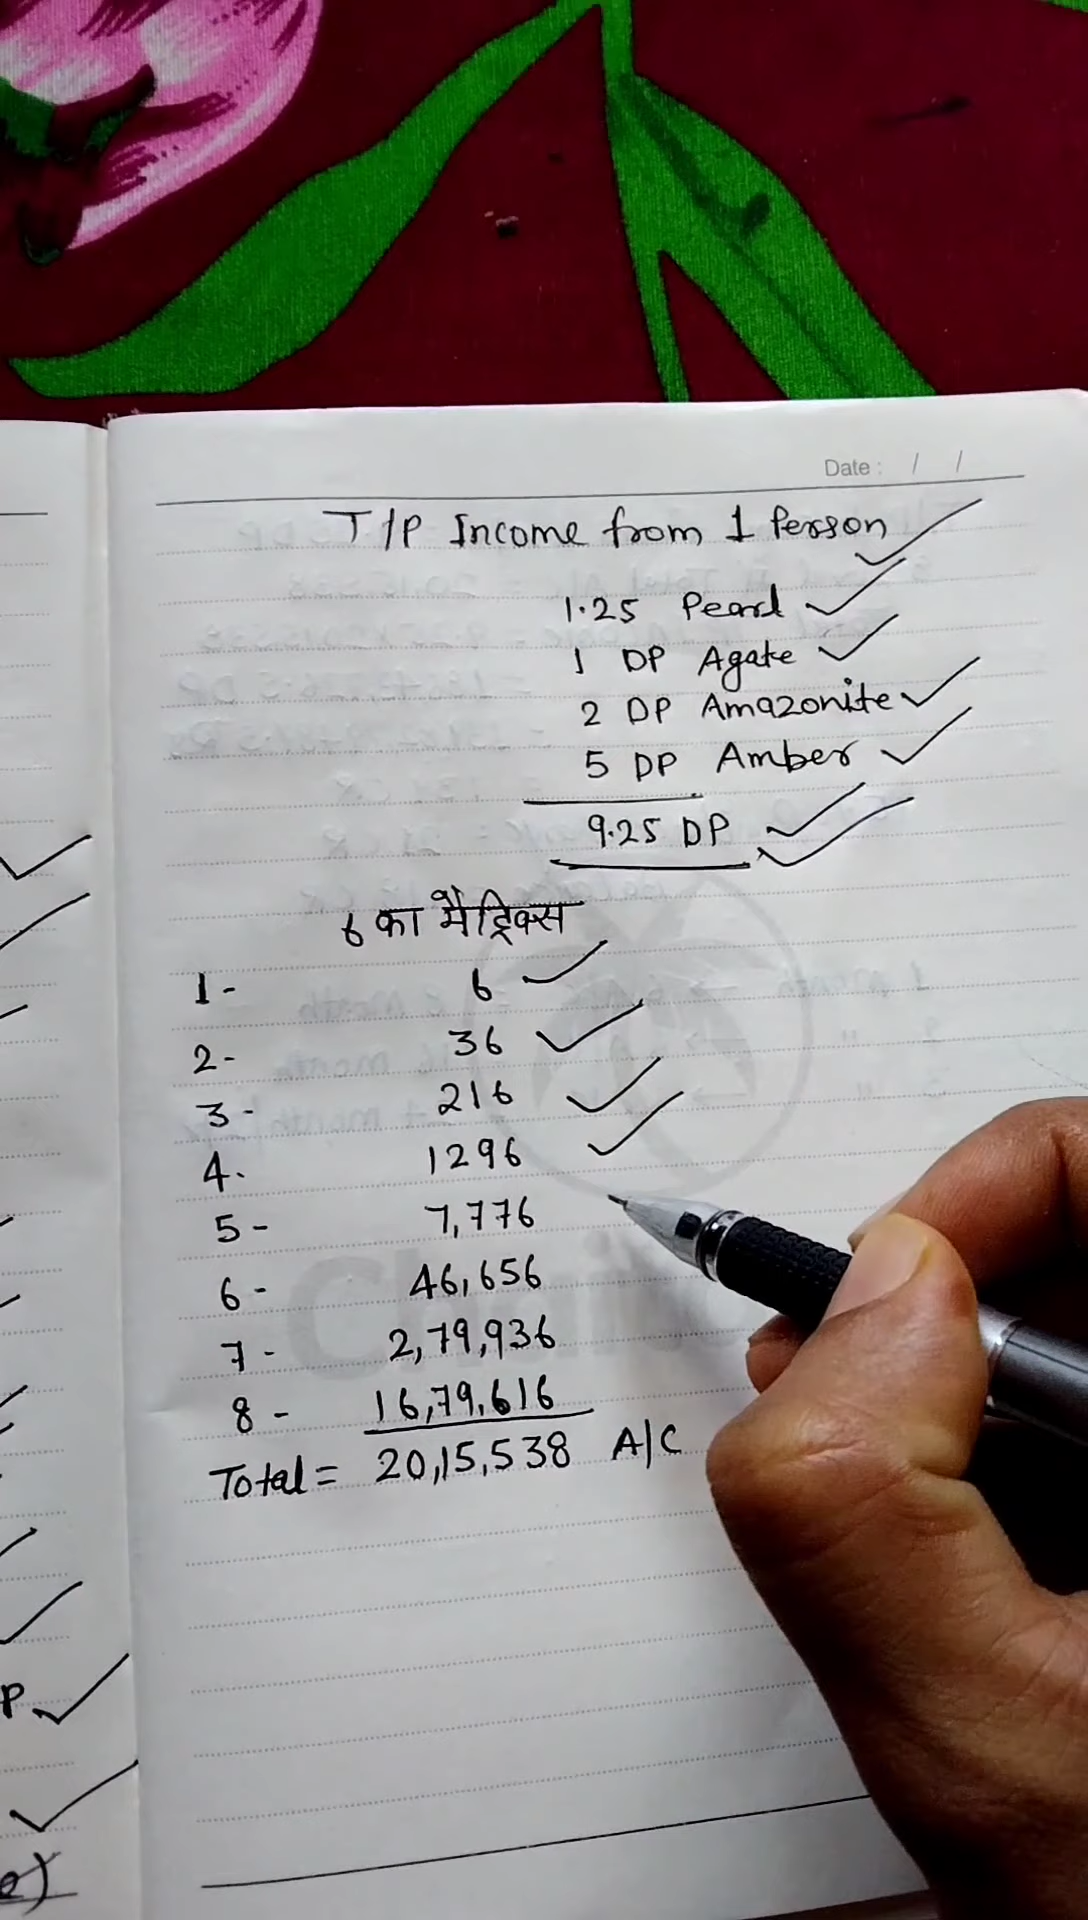 Date : / /
T/P Income from 1 Person
1.25 Pearl
1 DP Agate
2 DP Amazonite
5 DP Amber
9.25 DP
6 का मैट्रिक्स
1- 6
2- 36
3- 216
4. 1296
5- 7,776
6- 46,656
7- 2,79,936
8- 16,79,616
Total = 20,15,538 A/C
P
e)